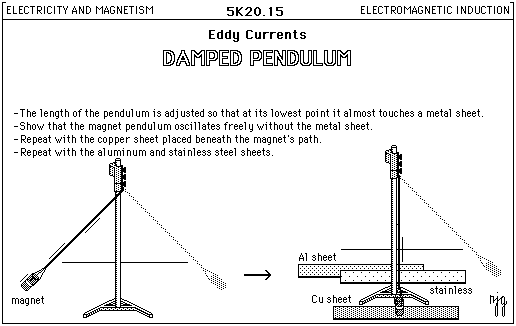 ELECTRICITY AND MAGNETISM 5K20.15 ELECTROMAGNETIC INDUCTION
Eddy Currents
DAMPED PENDULUM
-The length of the pendulum is adjusted so that at its lowest point it almost touches a metal sheet.
-Show that the magnet pendulum oscillates freely without the metal sheet.
-Repeat with the copper sheet placed beneath the magnet's path.
-Repeat with the aluminum and stainless steel sheets.
Al sheet
stainless
magnet
Cu sheet